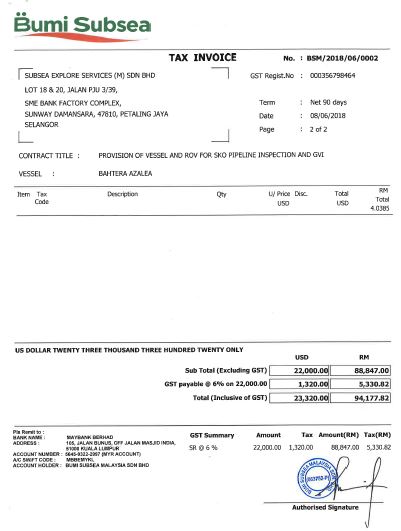 Bumi Subsea
TAX INVOICE No. : BSM/2018/06/0002
SUBSEA EXPLORE SERVICES (M) SDN BHD GST Regist.No : 000356798464
LOT 18 & 20, JALAN PJU 3/39,
SME BANK FACTORY COMPLEX, Term : Net 90 days
SUNWAY DAMANSARA, 47810, PETALING JAYA Date : 08/06/2018
SELANGOR Page : 2 of 2
CONTRACT TITLE : PROVISION OF VESSEL AND ROV FOR SKO PIPELINE INSPECTION AND GVI
VESSEL : BAHTERA AZALEA
Item Tax Description Qty U/ Price Disc. Total RM
Code USD USD Total
4.0385
US DOLLAR TWENTY THREE THOUSAND THREE HUNDRED TWENTY ONLY
USD RM
Sub Total (Excluding GST) 22,000.00 88,847.00
GST payable @ 6% on 22,000.00 1,320.00 5,330.82
Total (Inclusive of GST) 23,320.00 94,177.82
Pls Remit to :
BANK NAME : MAYBANK BERHAD GST Summary Amount Tax Amount(RM) Tax(RM)
ADDRESS : 105, JALAN BUNUS, OFF JALAN MASJID INDIA,
51000 KUALA LUMPUR SR @ 6 % 22,000.00 1,320.00 88,847.00 5,330.82
ACCOUNT NUMBER : 5645-9322-2097 (MYR ACCOUNT)
A/C SWIFT CODE : MBBEMYKL
ACCOUNT HOLDER : BUMI SUBSEA MALAYSIA SDN BHD
BUMI SUBSEA MALAYSIA SDN
Authorised Signature